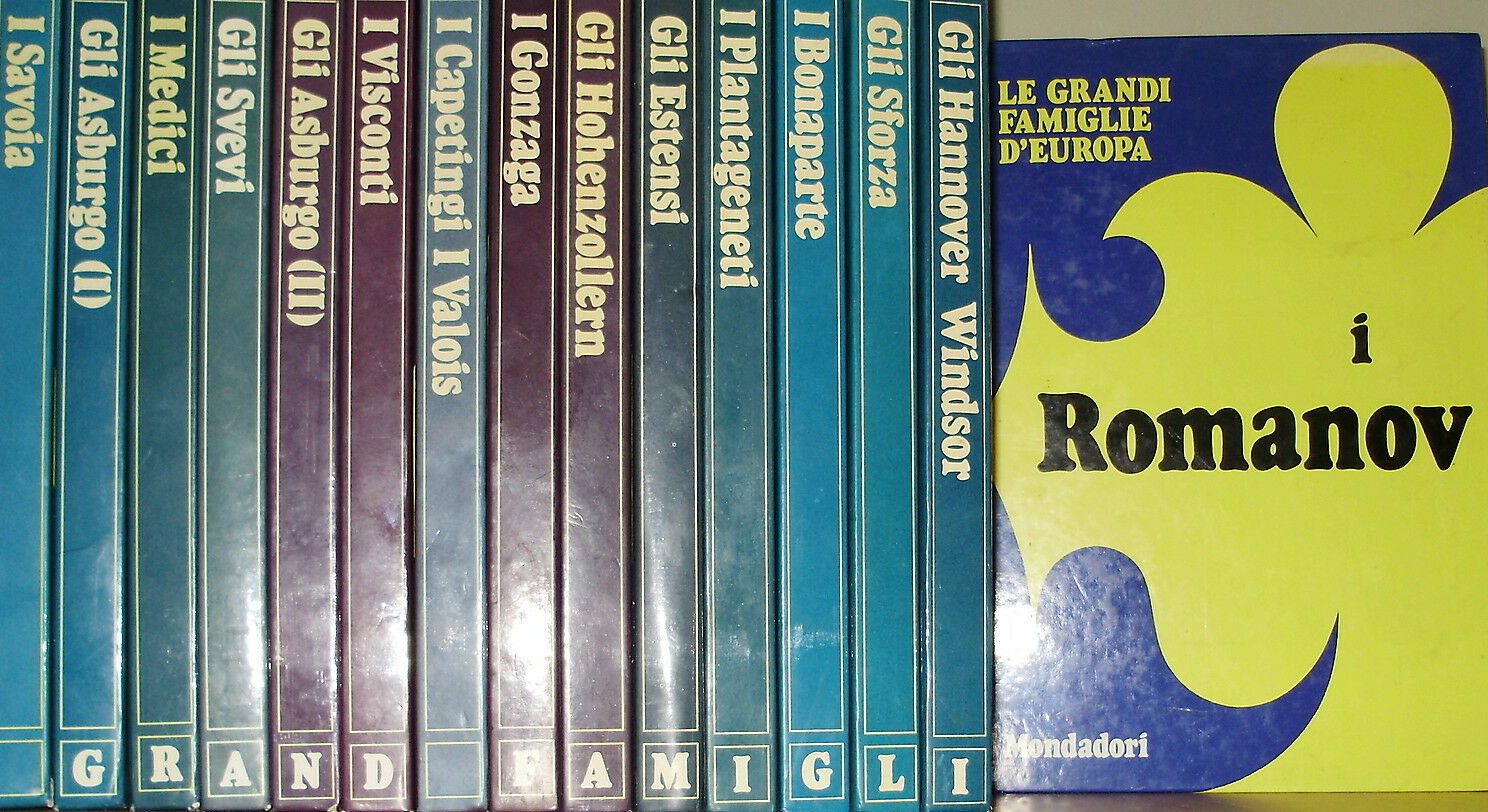 I Savoia
Gli Asburgo (I)
G
I Medici
R
Gli Svevi
A
Gli Asburgo (II)
N
I Visconti
D
I Capetingi I Valois
I Gonzaga
F
Gli Hohenzollern
A
Gli Estensi
M
I Plantageneti
I
I Bonaparte
G
Gli Sforza
L
Gli Hannover Windsor
I
LE GRANDI
FAMIGLIE
D'EUROPA
i
Romanov
Mondadori